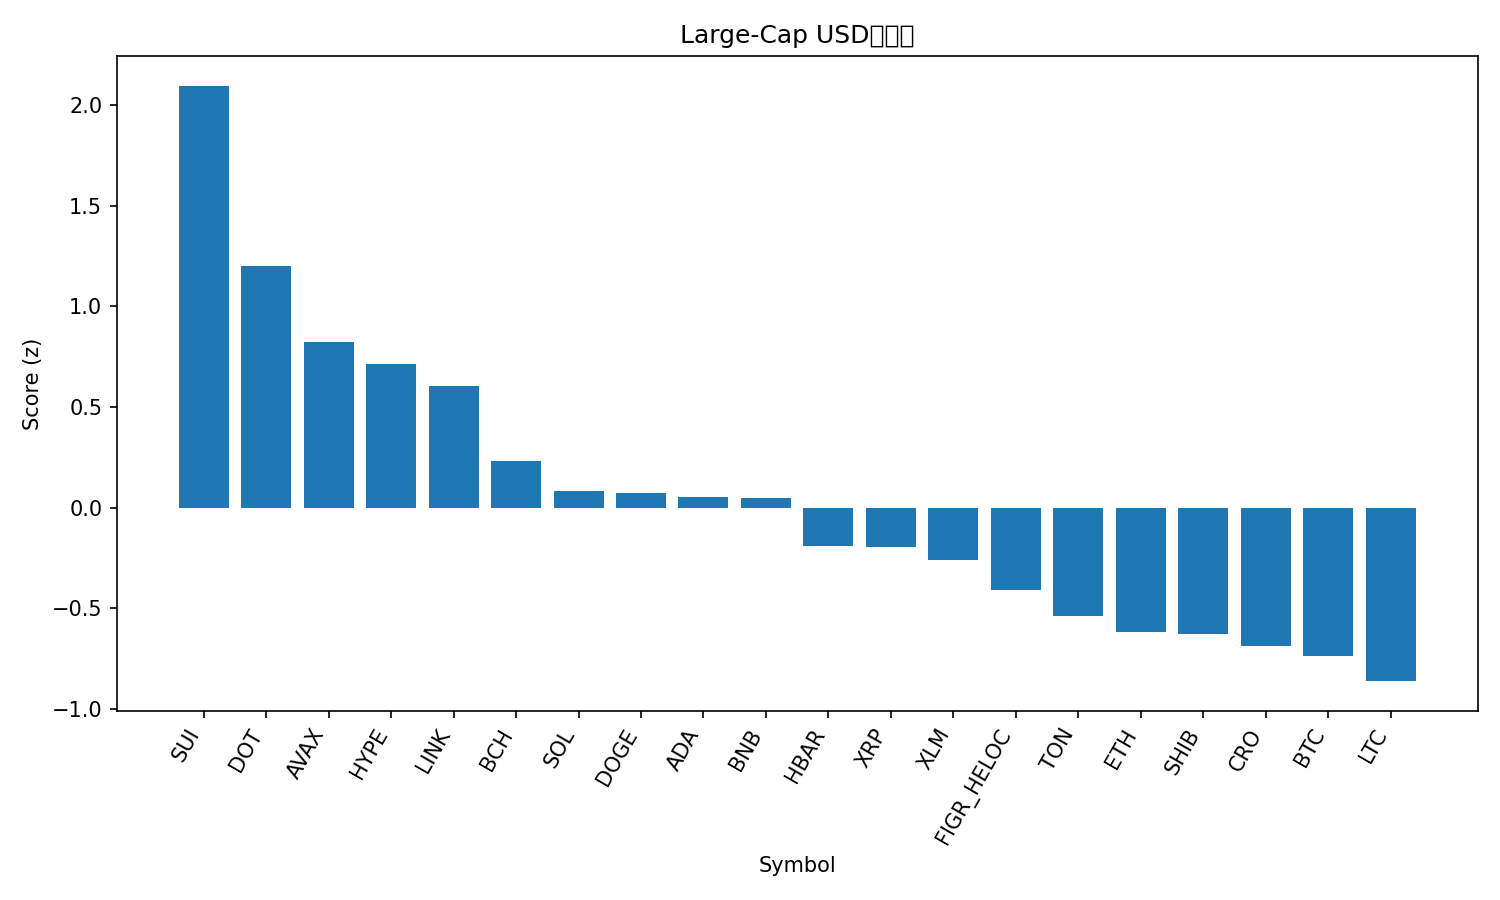 Large-Cap USD
Score (z)
2.0
1.5
1.0
0.5
0.0
−0.5
−1.0
SUI
DOT
AVAX
HYPE
LINK
BCH
SOL
DOGE
ADA
BNB
HBAR
XRP
XLM
FIGR_HELOC
TON
ETH
SHIB
CRO
BTC
LTC
Symbol